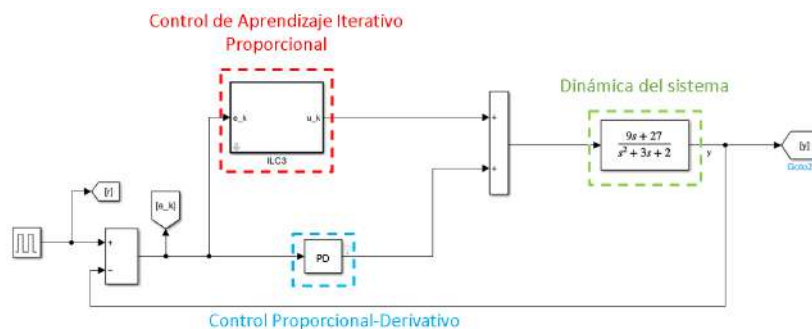 Control de Aprendizaje Iterativo
Proporcional
Dinámica del sistema
e_k
u_k
ILC3
+
+
9s + 27
s² + 3s + 2
y
[y]
Goto2
[r]
[e_k]
+
−
PD
Control Proporcional-Derivativo